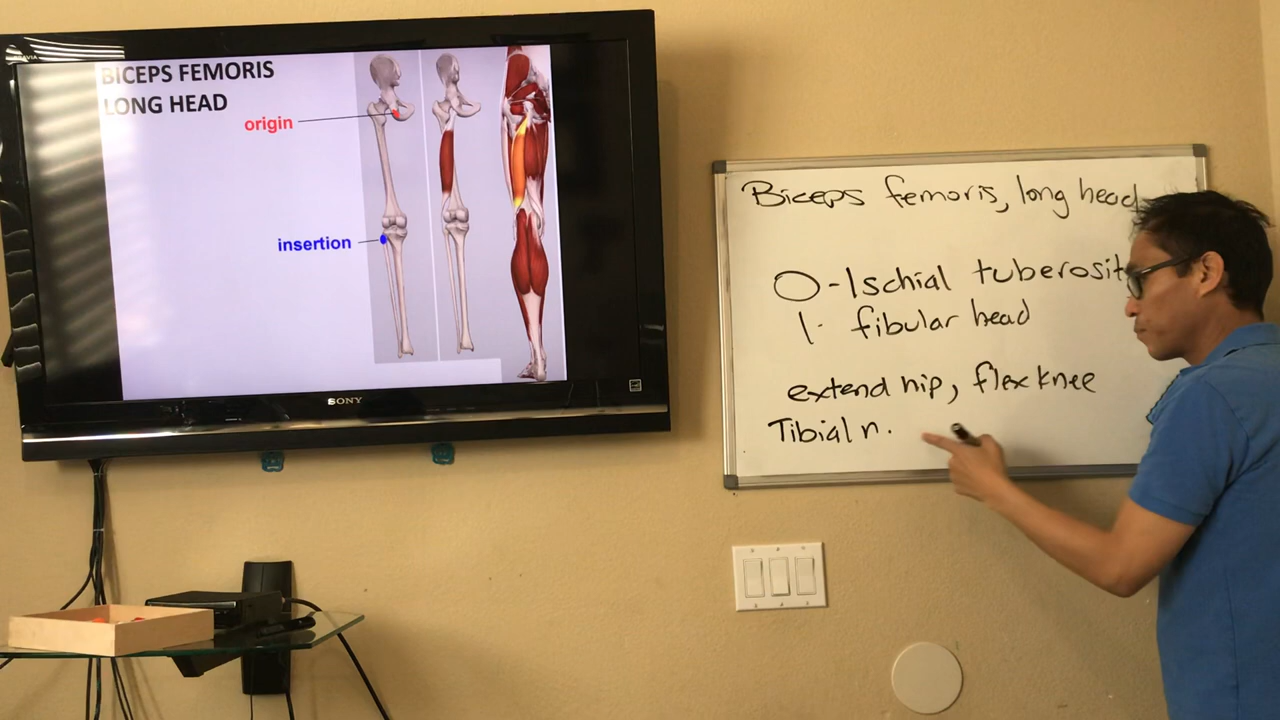 BICEPS FEMORIS
LONG HEAD
origin
insertion
SONY
Biceps femoris, long head
O-Ischial tuberosit
I- fibular head
extend hip, flex knee
Tibial n.